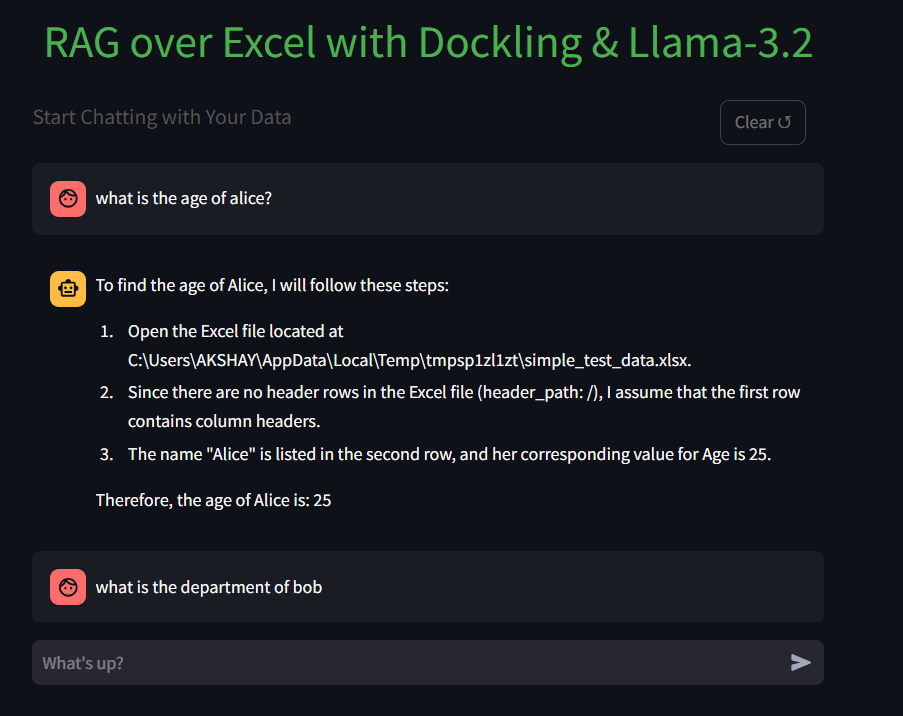 RAG over Excel with Dockling & Llama-3.2
Start Chatting with Your Data
Clear ↺
what is the age of alice?
To find the age of Alice, I will follow these steps:
1. Open the Excel file located at
C:\Users\AKSHAY\AppData\Local\Temp\tmpsp1zl1zt\simple_test_data.xlsx.
2. Since there are no header rows in the Excel file (header_path: /), I assume that the first row
contains column headers.
3. The name "Alice" is listed in the second row, and her corresponding value for Age is 25.
Therefore, the age of Alice is: 25
what is the department of bob
What's up?